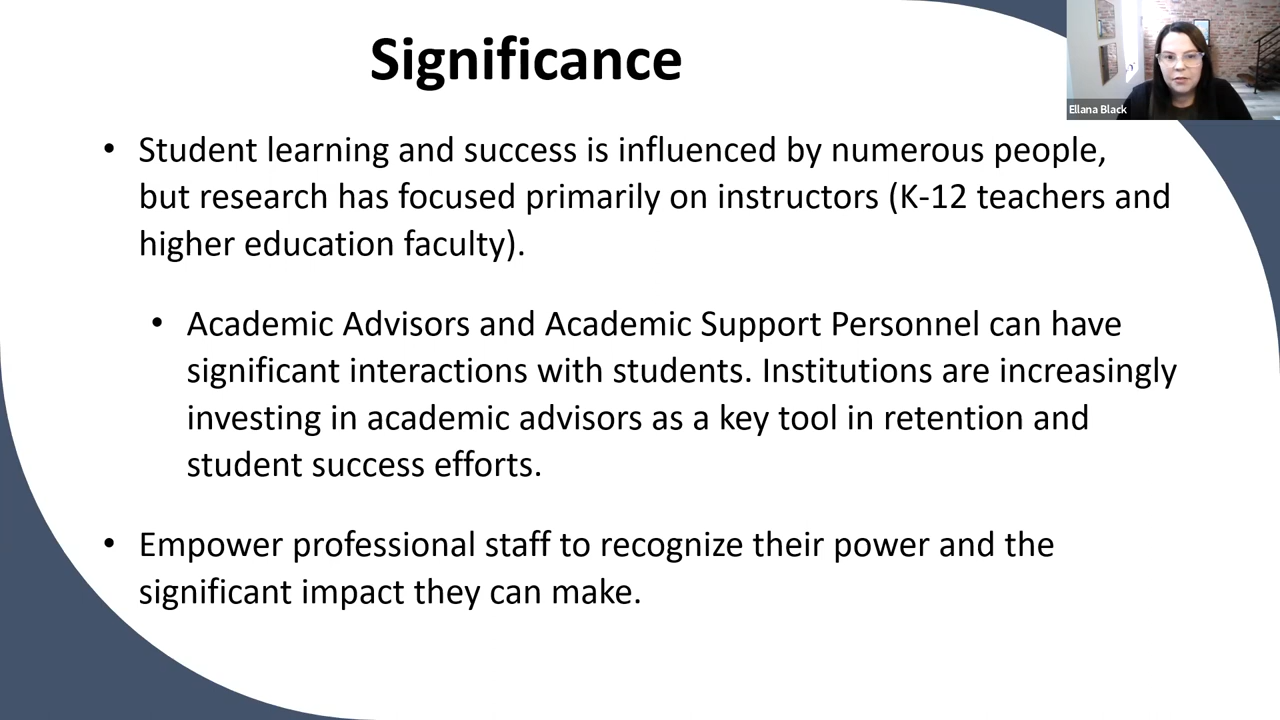 Significance
Ellana Black
• Student learning and success is influenced by numerous people,
but research has focused primarily on instructors (K-12 teachers and
higher education faculty).
• Academic Advisors and Academic Support Personnel can have
significant interactions with students. Institutions are increasingly
investing in academic advisors as a key tool in retention and
student success efforts.
• Empower professional staff to recognize their power and the
significant impact they can make.